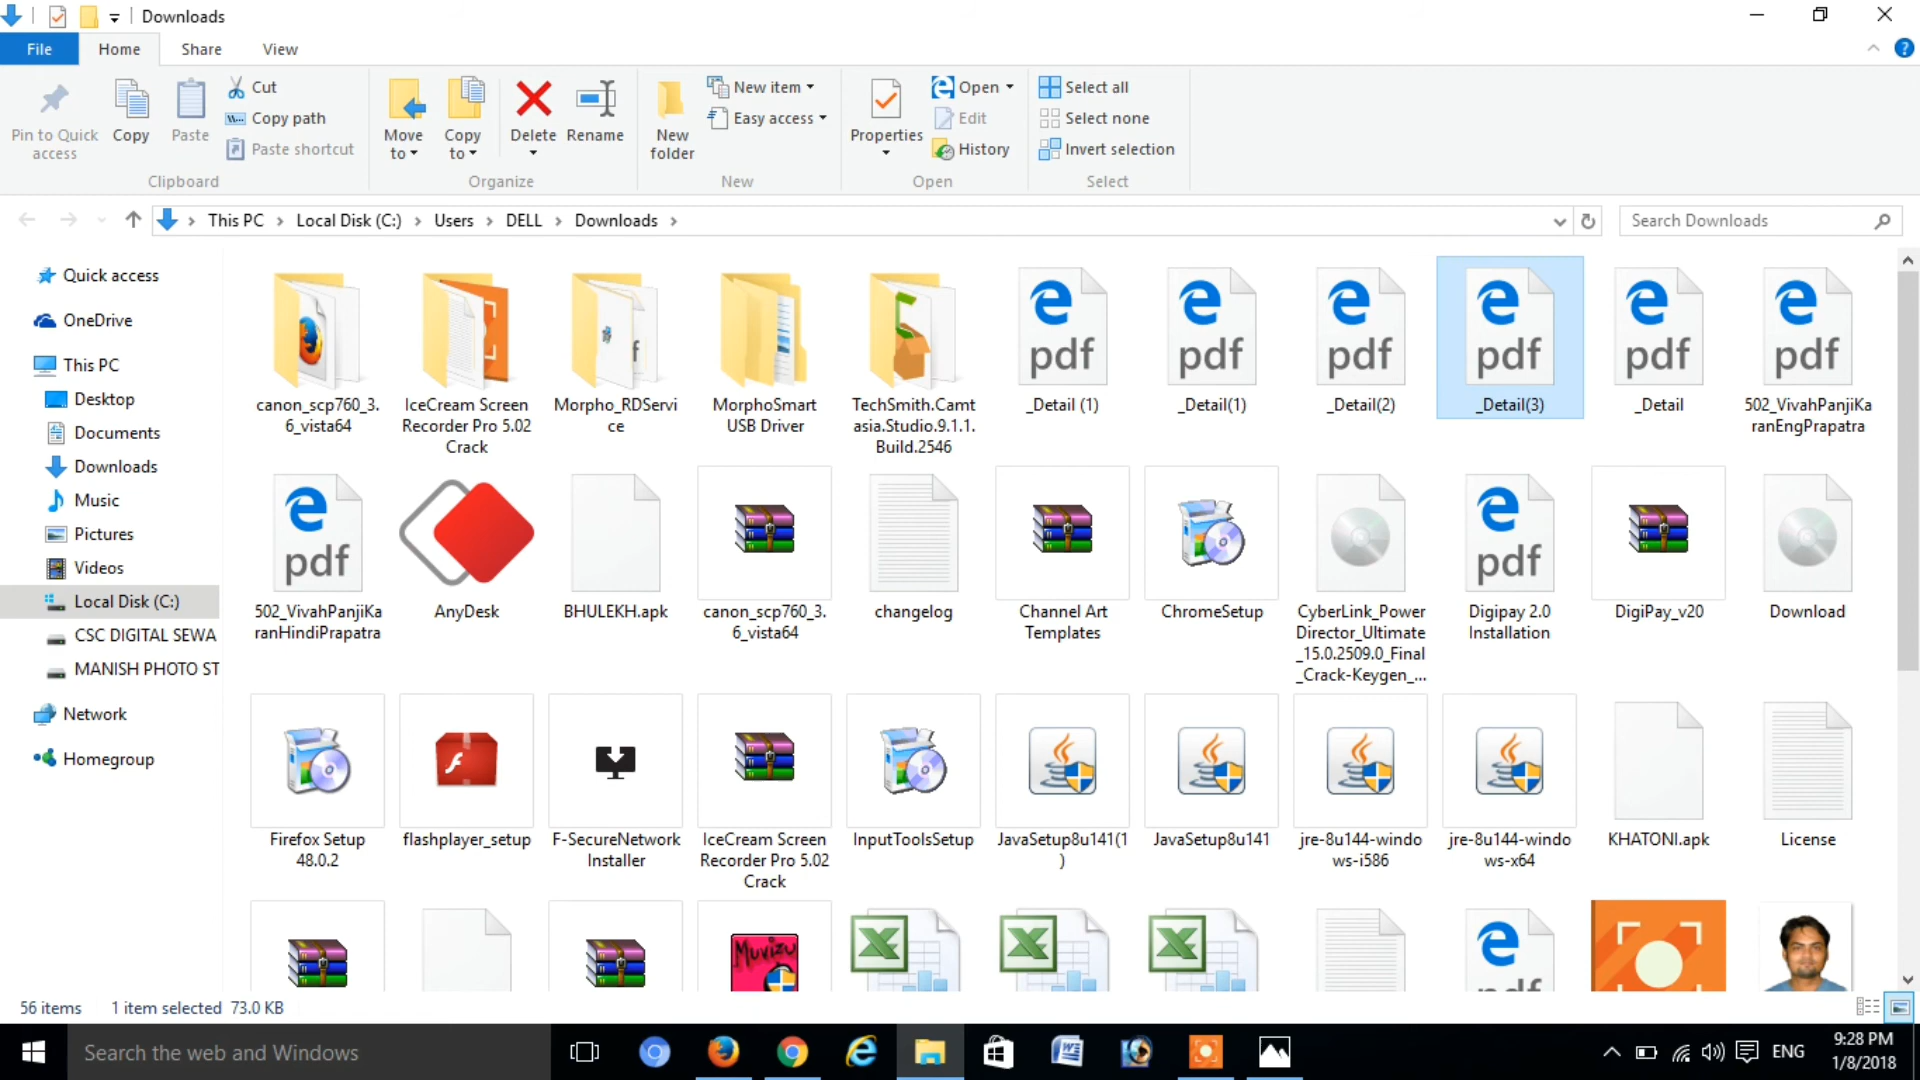 Downloads
File
Home
Share
View
Pin to Quick
access
Copy
Paste
Cut
Copy path
Paste shortcut
Clipboard
Move
to
Copy
to
Delete
Rename
Organize
New
folder
New item
Easy access
New
Properties
Open
Edit
History
Open
Select all
Select none
Invert selection
Select
This PC
Local Disk (C:)
Users
DELL
Downloads
Search Downloads
Quick access
OneDrive
This PC
Desktop
Documents
Downloads
Music
Pictures
Videos
Local Disk (C:)
CSC DIGITAL SEWA
MANISH PHOTO ST
Network
Homegroup
pdf
pdf
pdf
pdf
pdf
pdf
canon_scp760_3.
6_vista64
IceCream Screen
Recorder Pro 5.02
Crack
Morpho_RDServi
ce
MorphoSmart
USB Driver
TechSmith.Camt
asia.Studio.9.1.1.
Build.2546
_Detail (1)
_Detail(1)
_Detail(2)
_Detail(3)
_Detail
502_VivahPanjiKa
ranEngPrapatra
pdf
pdf
502_VivahPanjiKa
ranHindiPrapatra
AnyDesk
BHULEKH.apk
canon_scp760_3.
6_vista64
changelog
Channel Art
Templates
ChromeSetup
CyberLink_Power
Director_Ultimate
_15.0.2509.0_Final
_Crack-Keygen_...
Digipay 2.0
Installation
DigiPay_v20
Download
Firefox Setup
48.0.2
flashplayer_setup
F-SecureNetwork
Installer
IceCream Screen
Recorder Pro 5.02
Crack
InputToolsSetup
JavaSetup8u141(1
)
JavaSetup8u141
jre-8u144-windo
ws-i586
jre-8u144-windo
ws-x64
KHATONI.apk
License
Muvizu
56 items
1 item selected 73.0 KB
Search the web and Windows
ENG
9:28 PM
1/8/2018